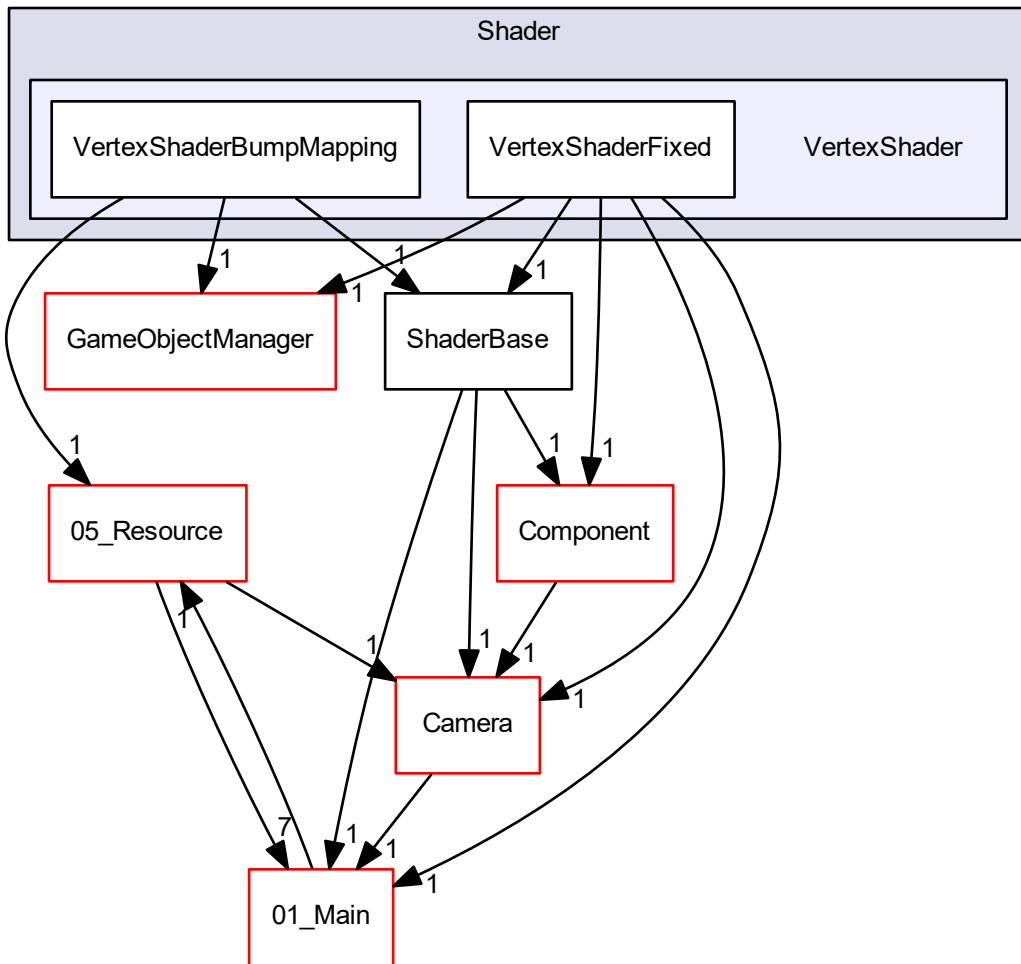 Shader
VertexShaderBumpMapping
VertexShaderFixed
VertexShader
1
1
1
1
GameObjectManager
ShaderBase
1
1
1
05_Resource
Component
1
1
1
1
1
Camera
7
1
1
1
01_Main